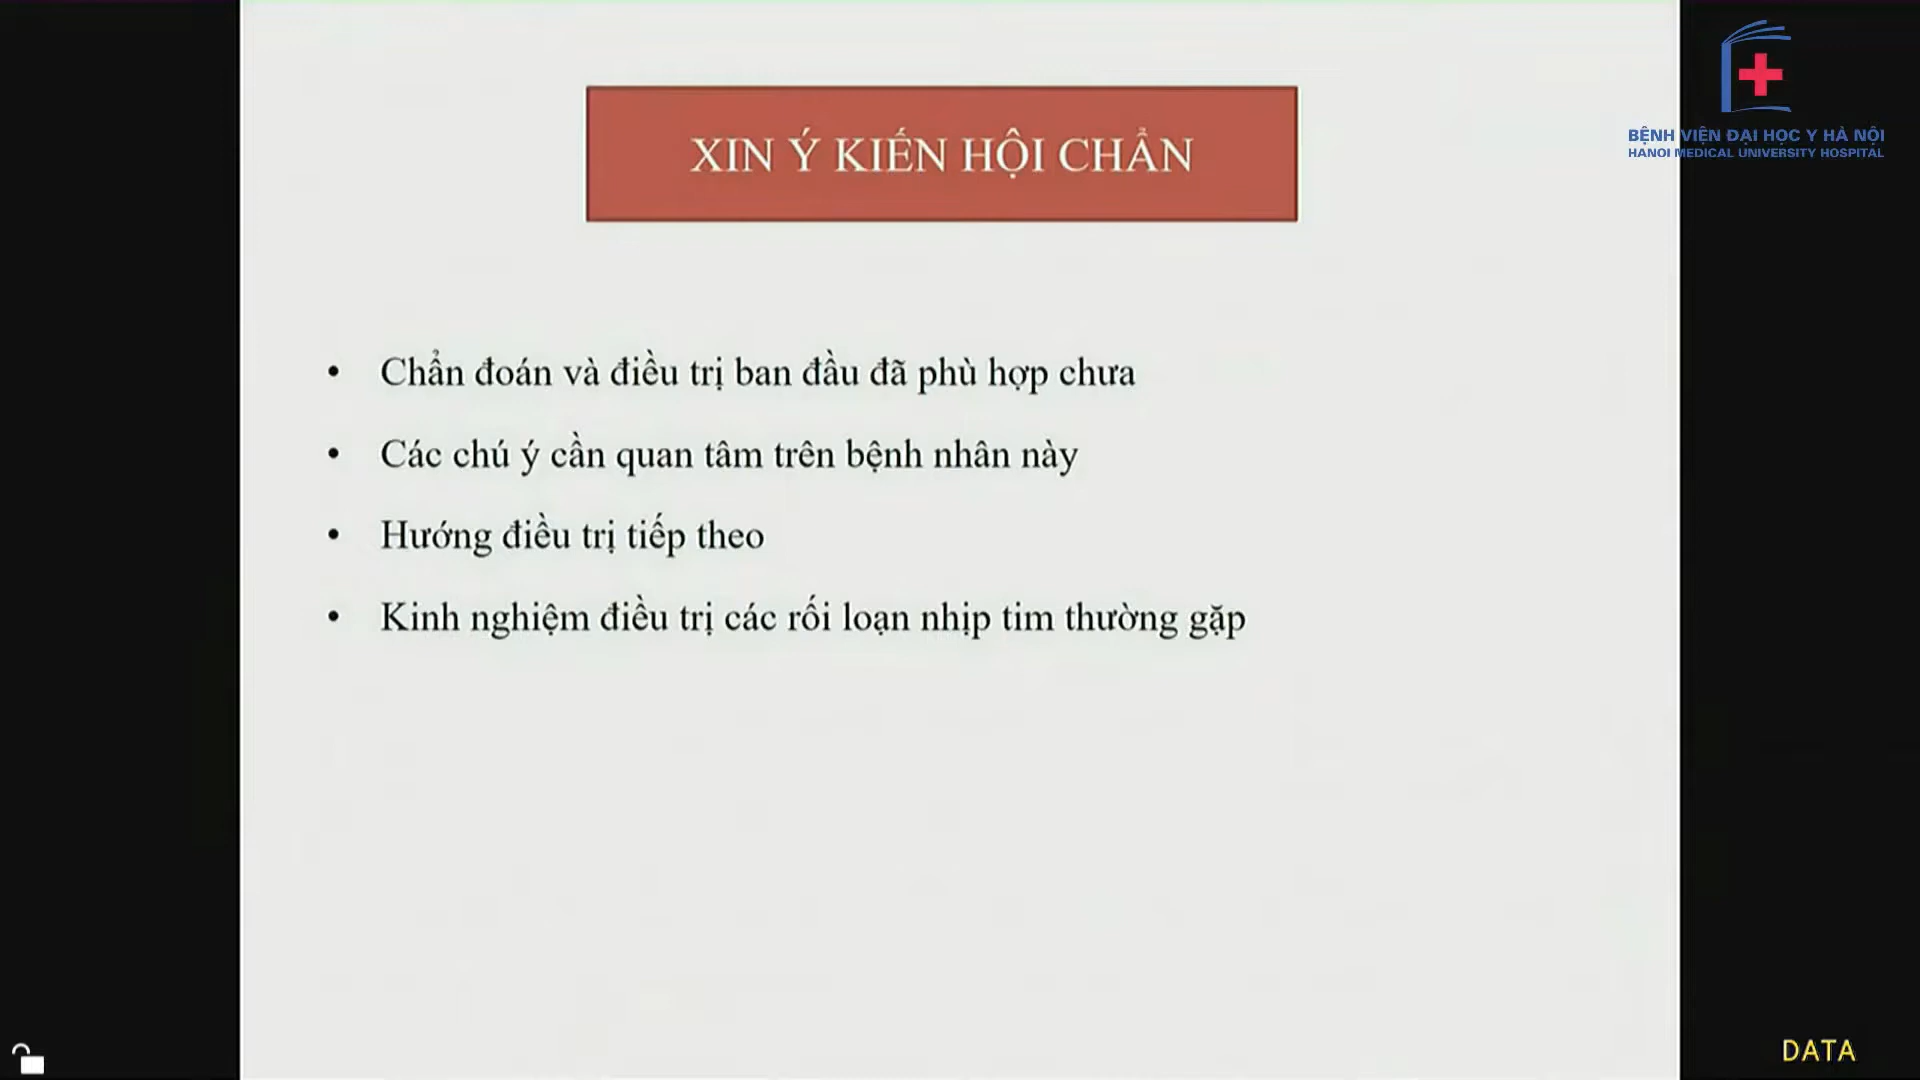 BỆNH VIỆN ĐẠI HỌC Y HÀ NỘI
HANOI MEDICAL UNIVERSITY HOSPITAL
XIN Ý KIẾN HỘI CHẨN
• Chẩn đoán và điều trị ban đầu đã phù hợp chưa
• Các chú ý cần quan tâm trên bệnh nhân này
• Hướng điều trị tiếp theo
• Kinh nghiệm điều trị các rối loạn nhịp tim thường gặp
DATA